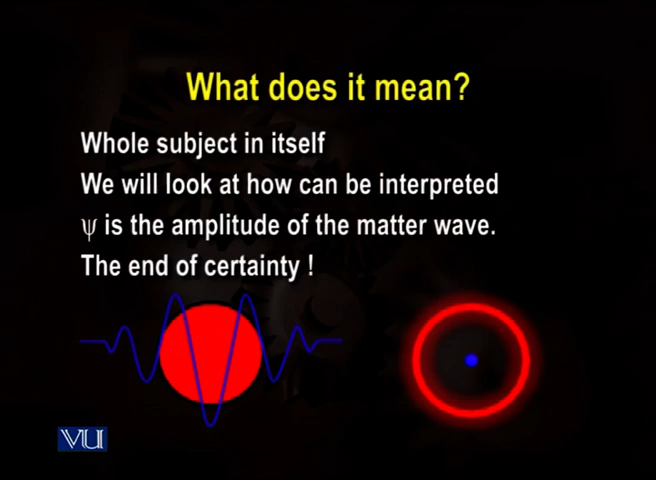 What does it mean?
Whole subject in itself
We will look at how can be interpreted
ψ is the amplitude of the matter wave.
The end of certainty !
VU